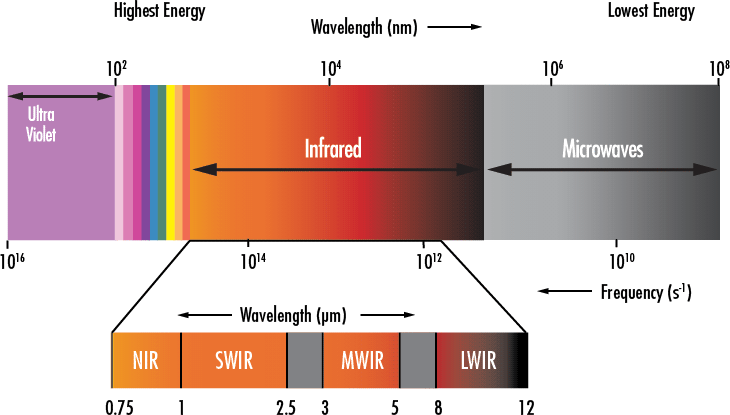 Highest Energy
Wavelength (nm)
Lowest Energy
10² 10⁴ 10⁶ 10⁸
Ultra
Violet
Infrared
Microwaves
10¹⁶ 10¹⁴ 10¹² 10¹⁰
Frequency (s⁻¹)
Wavelength (µm)
NIR SWIR MWIR LWIR
0.75 1 2.5 3 5 8 12